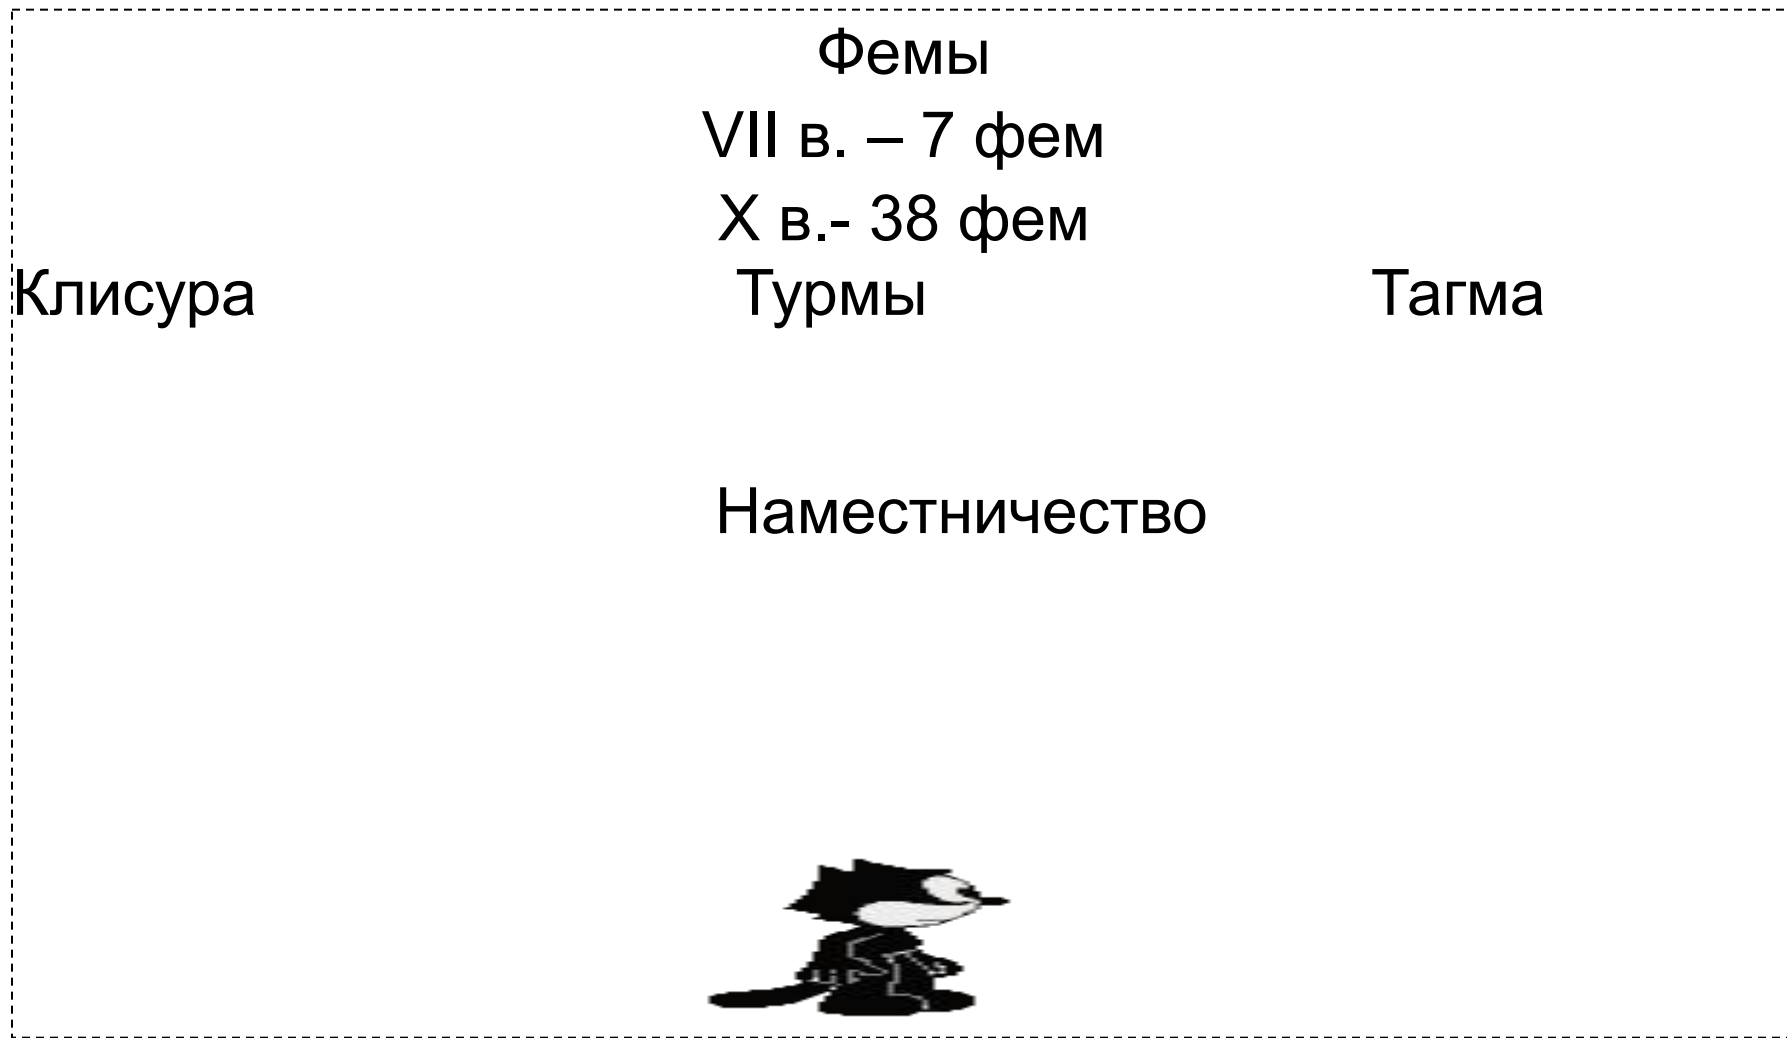 Фемы
VII в. – 7 фем
X в.- 38 фем
Клисура Турмы Тагма
Наместничество